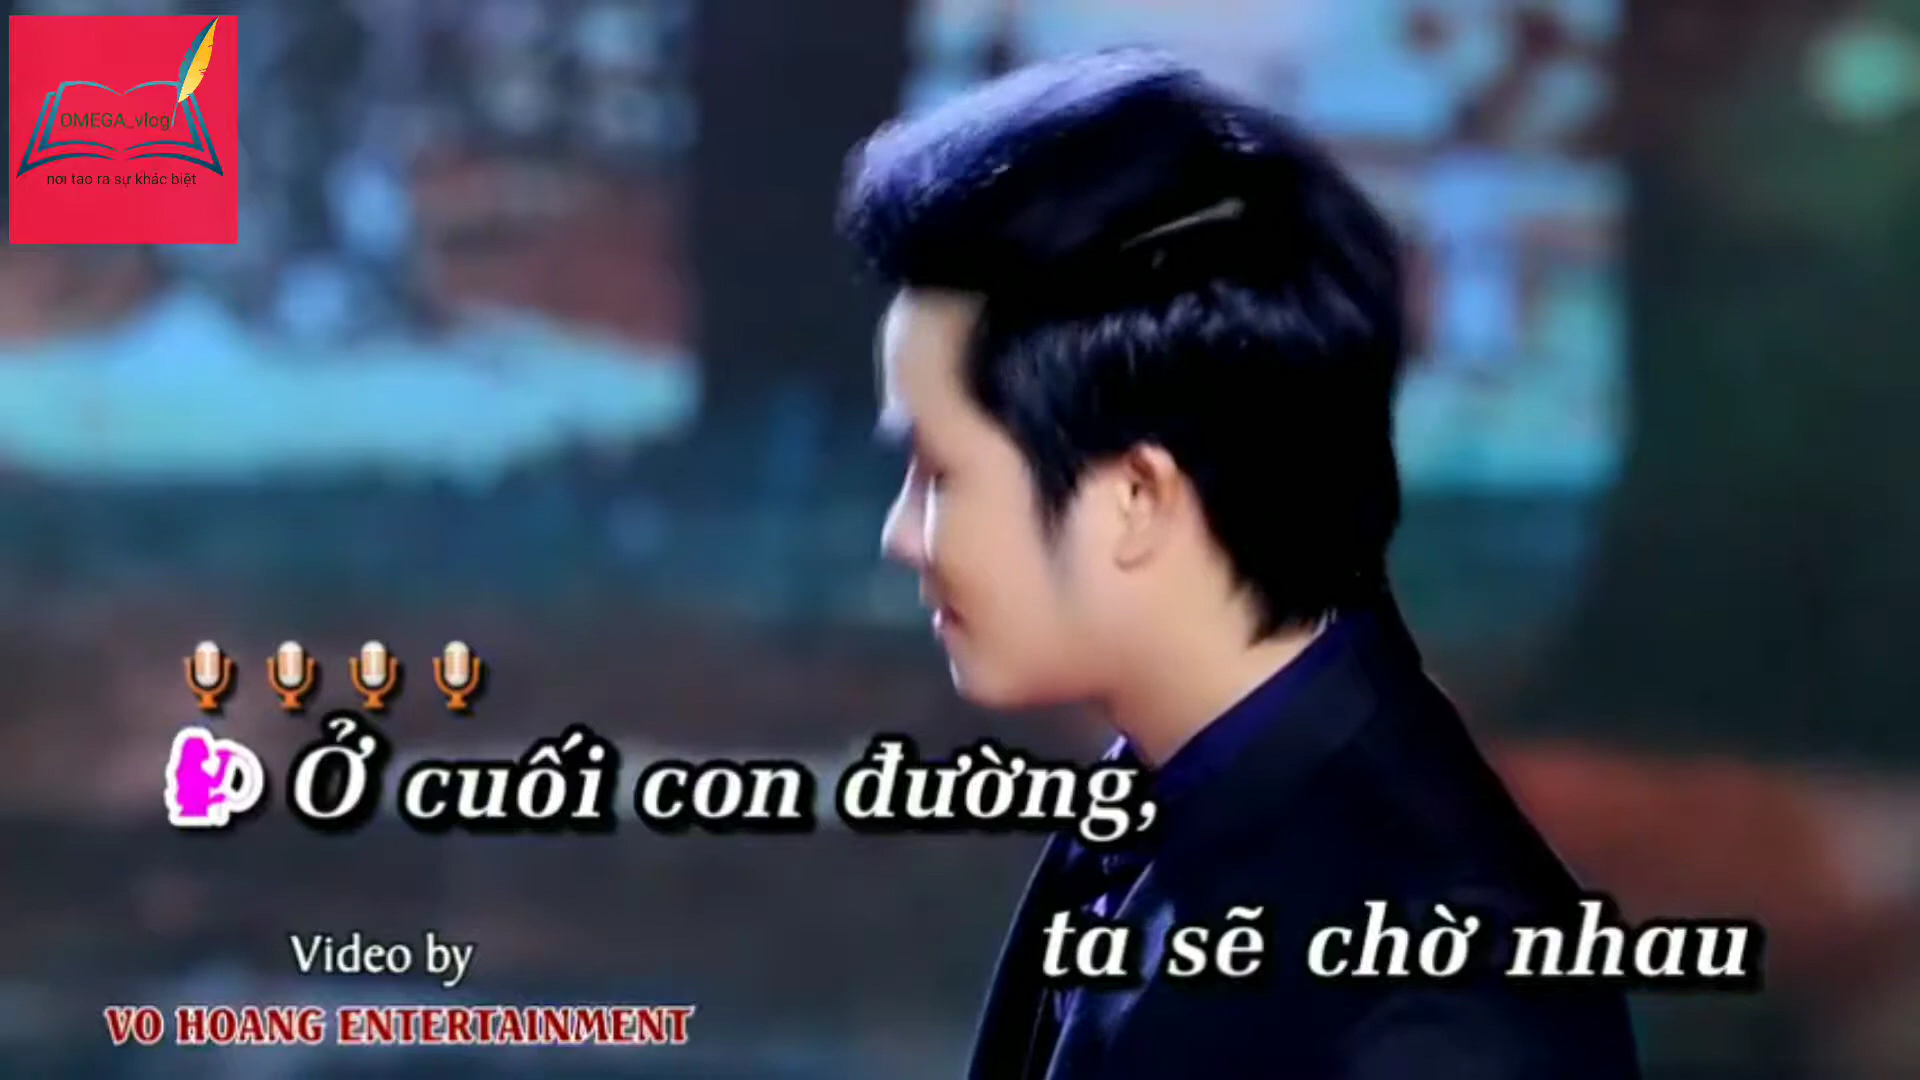 OMEGA_vlog
nơi tạo ra sự khác biệt
Ở cuối con đường,
ta sẽ chờ nhau
Video by
VO HOANG ENTERTAINMENT